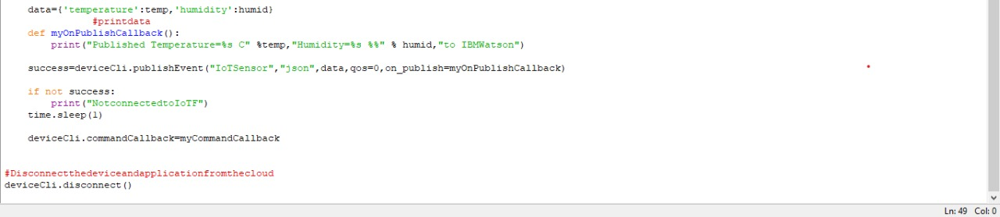 data={'temperature':temp,'humidity':humid}
#printdata
def myOnPublishCallback():
print("Published Temperature=%s C" %temp,"Humidity=%s %%" % humid,"to IBMWatson")
success=deviceCli.publishEvent("IoTSensor","json",data,qos=0,on_publish=myOnPublishCallback)
if not success:
print("NotconnectedtoIoTF")
time.sleep(1)
deviceCli.commandCallback=myCommandCallback
#Disconnectthedeviceandapplicationfromthecloud
deviceCli.disconnect()
Ln: 49 Col: 0